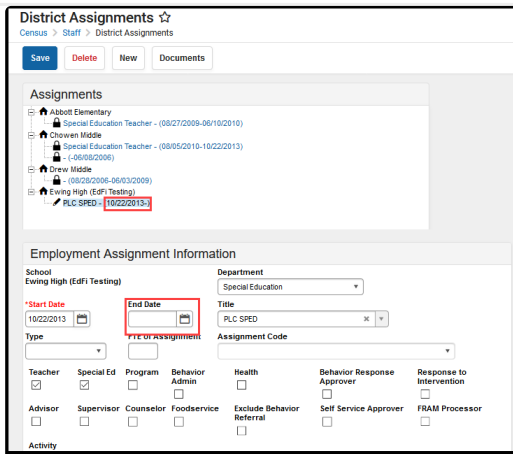 District Assignments
Census > Staff > District Assignments
Save Delete New Documents
Assignments
Abbott Elementary
Special Education Teacher - (08/27/2009-06/10/2010)
Chowen Middle
Special Education Teacher - (08/05/2010-10/22/2013)
- (-06/08/2006)
Drew Middle
- (08/28/2006-06/03/2009)
Ewing High (EdFi Testing)
PLC SPED - (10/22/2013-)
Employment Assignment Information
School Department
Ewing High (EdFi Testing) Special Education
*Start Date End Date Title
10/22/2013 PLC SPED
Type FTE of Assignment Assignment Code
Teacher Special Ed Program Behavior Admin Health Behavior Response Approver Response to Intervention
Advisor Supervisor Counselor Foodservice Exclude Behavior Referral Self Service Approver FRAM Processor
Activity